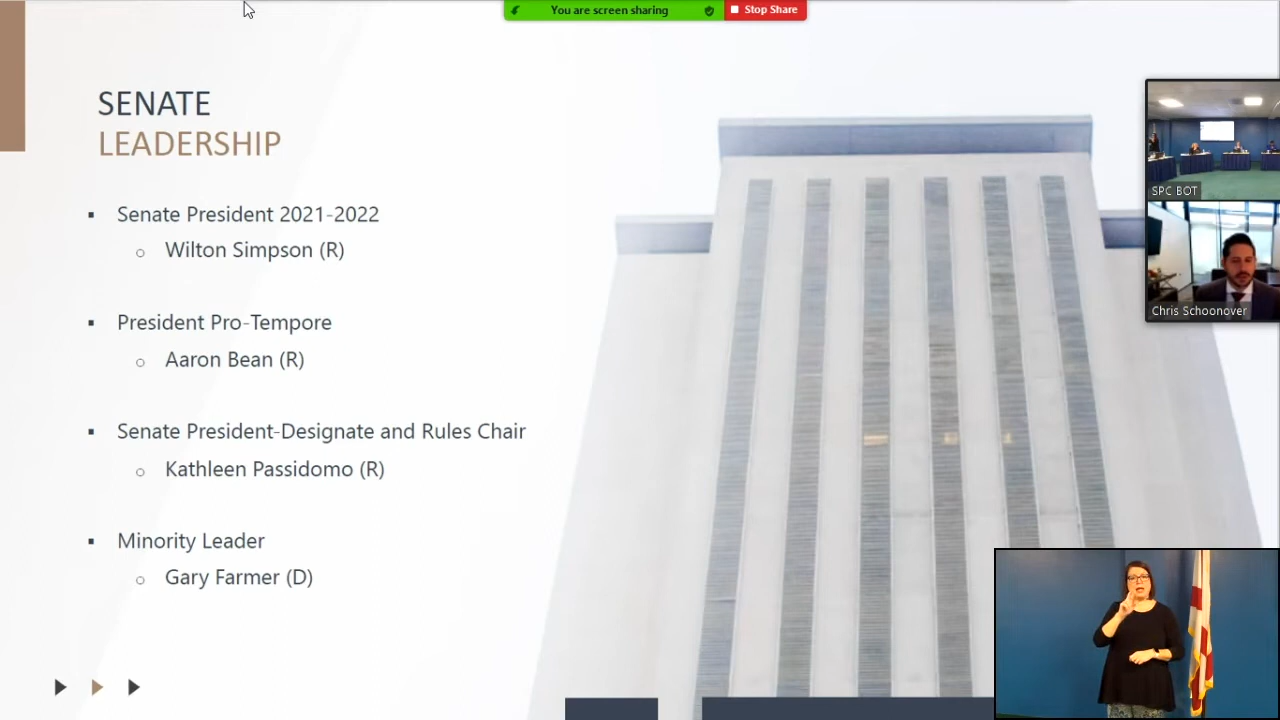 You are screen sharing
Stop Share
SENATE
LEADERSHIP
Senate President 2021-2022
Wilton Simpson (R)
President Pro-Tempore
Aaron Bean (R)
Senate President-Designate and Rules Chair
Kathleen Passidomo (R)
Minority Leader
Gary Farmer (D)
SPC BOT
Chris Schoonover